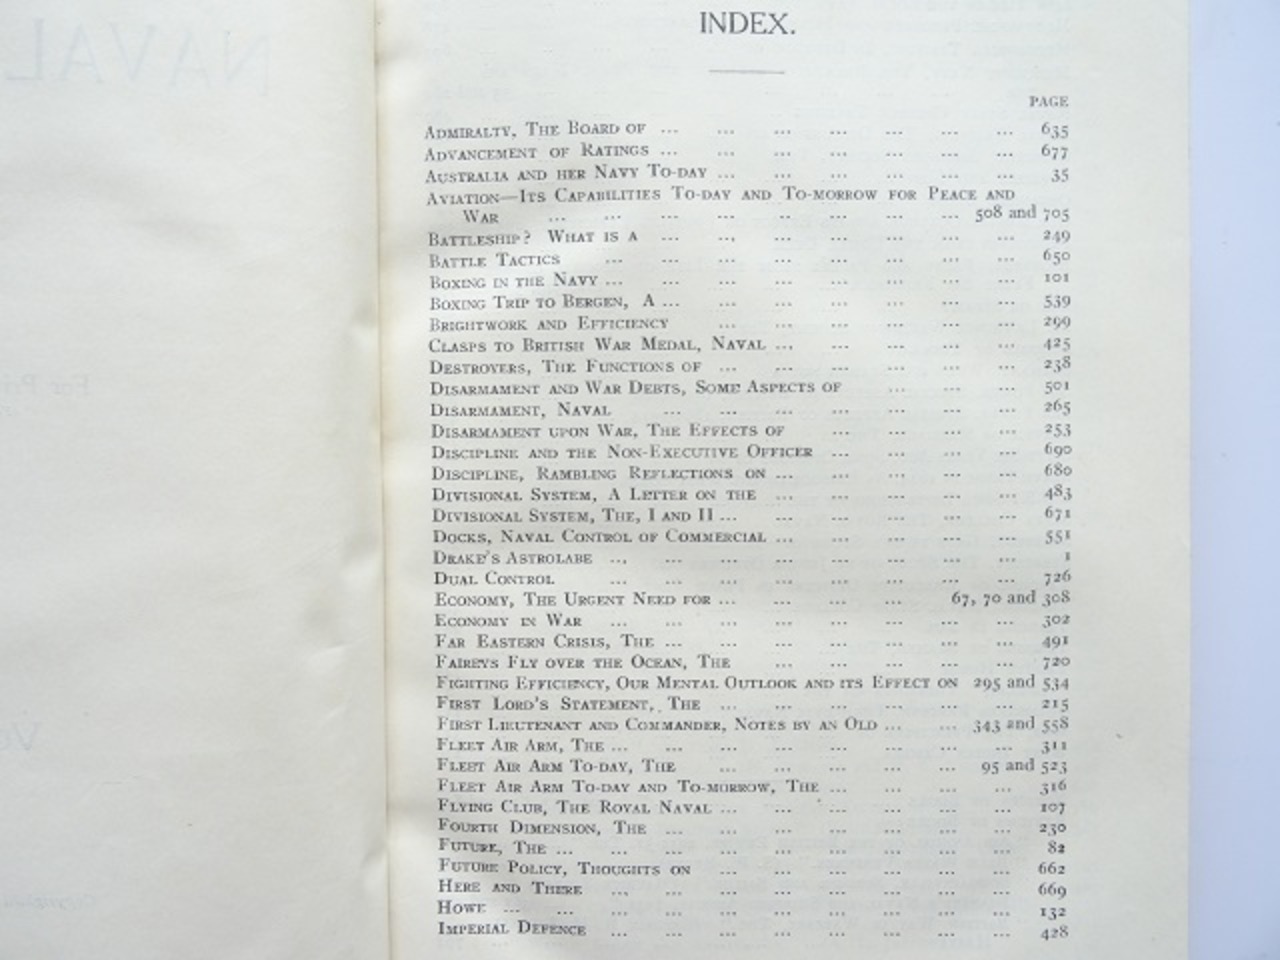 INDEX.
PAGE
ADMIRALTY, THE BOARD OF ... ... ... ... ... ... ... 635
ADVANCEMENT OF RATINGS ... ... ... ... ... ... ... 677
AUSTRALIA AND HER NAVY TO-DAY ... ... ... ... ... ... 35
AVIATION—ITS CAPABILITIES TO-DAY AND TO-MORROW FOR PEACE AND
WAR ... ... ... ... ... ... ... ... 508 and 705
BATTLESHIP? WHAT IS A ... ... ... ... ... ... ... 249
BATTLE TACTICS ... ... ... ... ... ... ... ... 650
BOXING IN THE NAVY ... ... ... ... ... ... ... ... 101
BOXING TRIP TO BERGEN, A ... ... ... ... ... ... ... 539
BRIGHTWORK AND EFFICIENCY ... ... ... ... ... ... 299
CLASPS TO BRITISH WAR MEDAL, NAVAL ... ... ... ... ... 425
DESTROYERS, THE FUNCTIONS OF ... ... ... ... ... ... 238
DISARMAMENT AND WAR DEBTS, SOME ASPECTS OF ... ... ... 501
DISARMAMENT, NAVAL ... ... ... ... ... ... ... 265
DISARMAMENT UPON WAR, THE EFFECTS OF ... ... ... ... 253
DISCIPLINE AND THE NON-EXECUTIVE OFFICER ... ... ... ... 690
DISCIPLINE, RAMBLING REFLECTIONS ON ... ... ... ... ... 680
DIVISIONAL SYSTEM, A LETTER ON THE ... ... ... ... ... 483
DIVISIONAL SYSTEM, THE, I AND II ... ... ... ... ... ... 671
DOCKS, NAVAL CONTROL OF COMMERCIAL ... ... ... ... ... 551
DRAKE'S ASTROLABE ... ... ... ... ... ... ... ... 1
DUAL CONTROL ... ... ... ... ... ... ... ... 726
ECONOMY, THE URGENT NEED FOR ... ... ... ... 67, 70 and 308
ECONOMY IN WAR ... ... ... ... ... ... ... ... 302
FAR EASTERN CRISIS, THE ... ... ... ... ... ... ... 491
FAIREYS FLY OVER THE OCEAN, THE ... ... ... ... ... 720
FIGHTING EFFICIENCY, OUR MENTAL OUTLOOK AND ITS EFFECT ON 295 and 534
FIRST LORD'S STATEMENT, THE ... ... ... ... ... ... 215
FIRST LIEUTENANT AND COMMANDER, NOTES BY AN OLD ... ... 343 and 558
FLEET AIR ARM, THE ... ... ... ... ... ... ... ... 311
FLEET AIR ARM TO-DAY, THE ... ... ... ... ... 95 and 523
FLEET AIR ARM TO-DAY AND TO-MORROW, THE ... ... ... ... 316
FLYING CLUB, THE ROYAL NAVAL ... ... ... ... ... ... 107
FOURTH DIMENSION, THE ... ... ... ... ... ... ... 230
FUTURE, THE ... ... ... ... ... ... ... ... ... 82
FUTURE POLICY, THOUGHTS ON ... ... ... ... ... ... 662
HERE AND THERE ... ... ... ... ... ... ... ... 669
HOWE ... ... ... ... ... ... ... ... ... ... 132
IMPERIAL DEFENCE ... ... ... ... ... ... ... ... 428